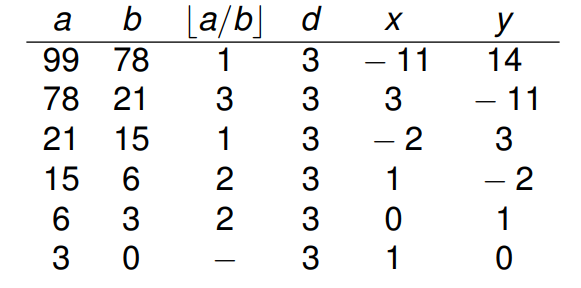 a b ⌊a/b⌋ d x y
99 78 1 3 – 11 14
78 21 3 3 3 – 11
21 15 1 3 – 2 3
15 6 2 3 1 – 2
6 3 2 3 0 1
3 0 – 3 1 0